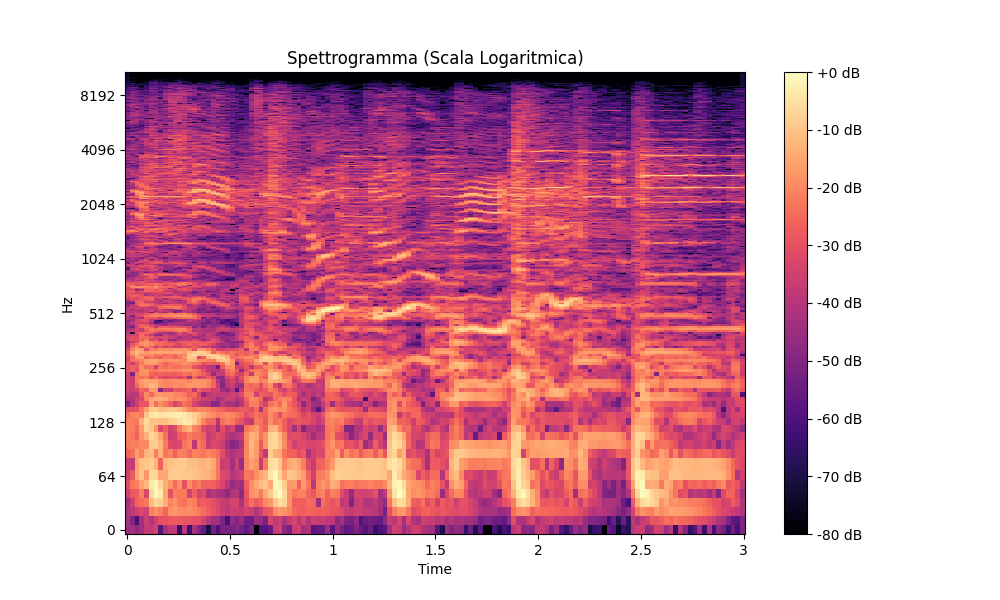 Spettrogramma (Scala Logaritmica)
Hz
8192
4096
2048
1024
512
256
128
64
0
0 0.5 1 1.5 2 2.5 3
Time
+0 dB
-10 dB
-20 dB
-30 dB
-40 dB
-50 dB
-60 dB
-70 dB
-80 dB